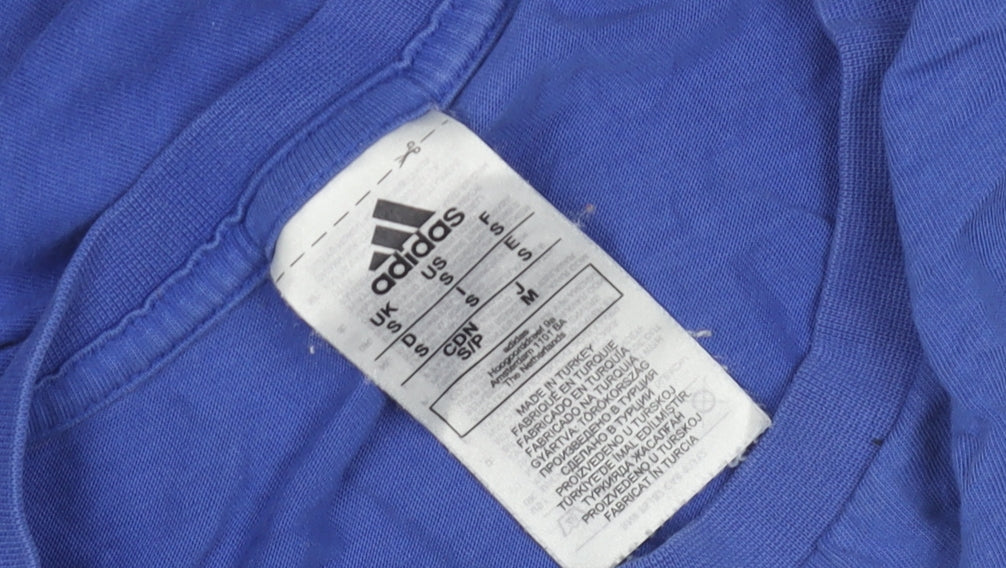 adidas
UK US F
S S SF
D I E
S S S
CDN J
S/P M
adidas
Hoogoorddreef 9a
Amsterdam 1101 BA
The Netherlands
MADE IN TURKEY
FABRIQUÉ EN TURQUIE
FABRICADO EN TURQUÍA
FABRICADO NA TURQUIA
GYÁRTVA: TÖRÖKORSZÁG
СДЕЛАНО В ТУРЦИИ
ПРОИЗВЕДЕНО В ТУРЦИЯ
PROIZVEDENO U TURSKOJ
TÜRKIYE'DE IMAL EDILMIŞTIR
ТУРКИЯДА ЖАСАЛҒАН
PROIZVEDENO U TURSKOJ
FABRICAT IN TURCIA